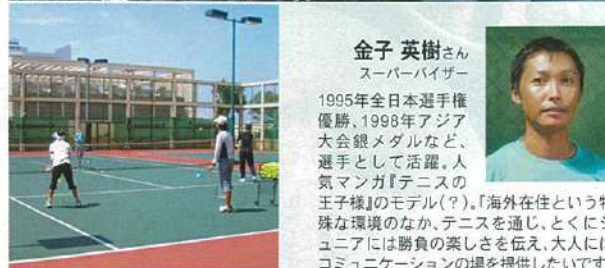 金子 英樹さん
スーパーバイザー
1995年全日本選手権
優勝、1998年アジア
大会銀メダルなど、
選手として活躍。人
気マンガ『テニスの
王子様』のモデル(?)。「海外在住という特
殊な環境のなか、テニスを通じ、とくにジ
ュニアには勝負の楽しさを伝え、大人には
コミュニケーションの場を提供したいです